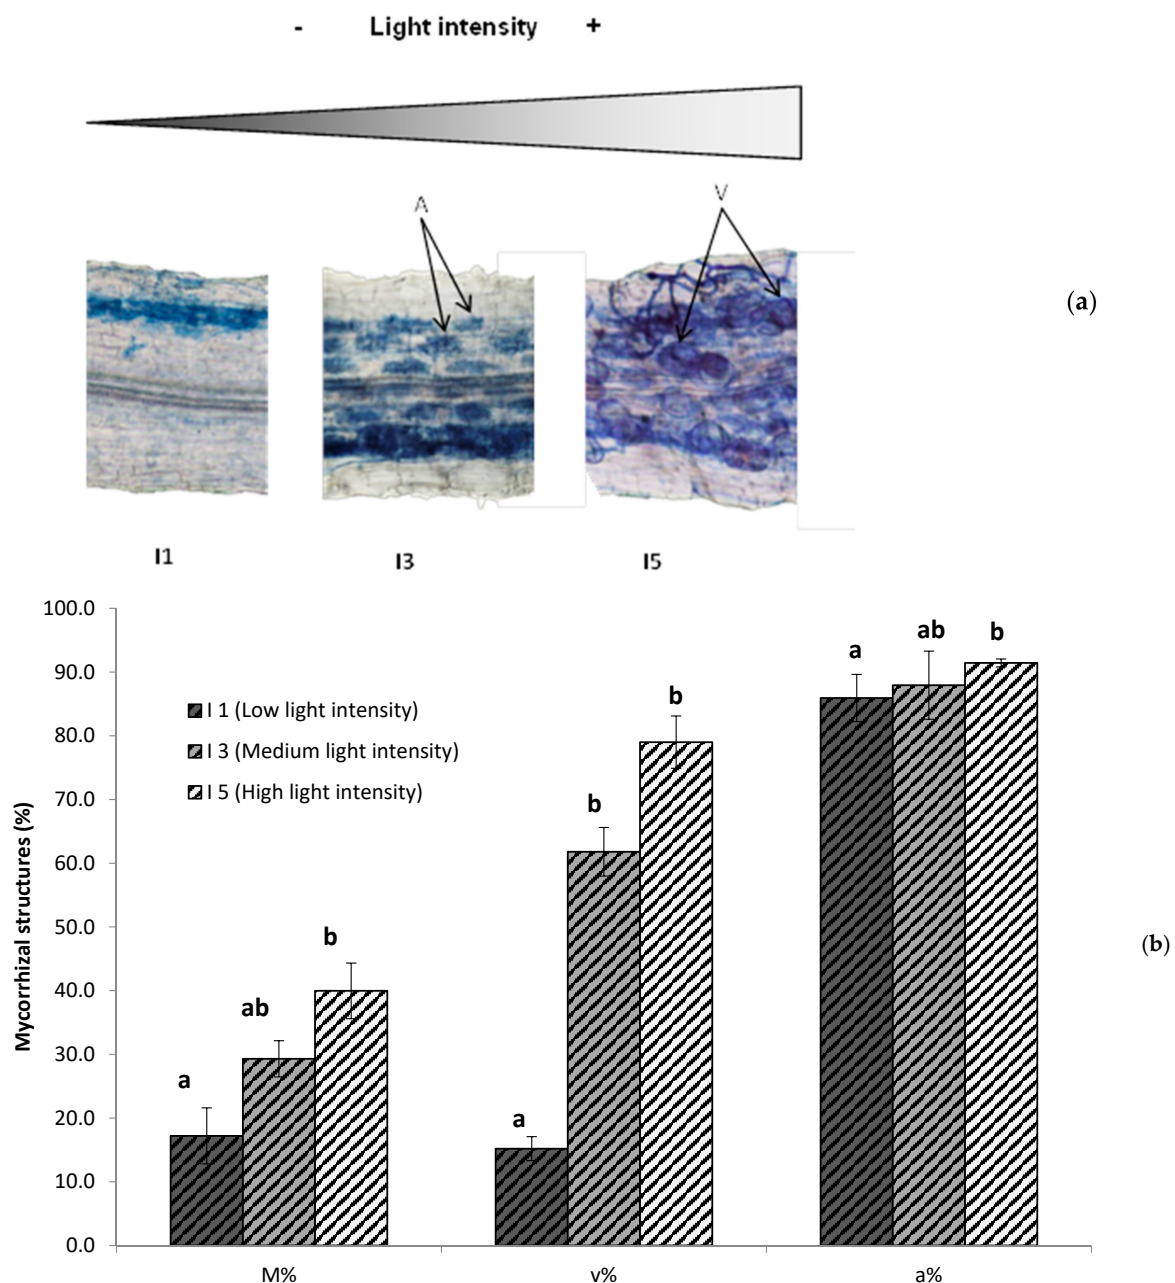 - Light intensity +
A
V
(a)
I1
I3
I5
100.0
90.0
80.0
70.0
60.0
50.0
40.0
30.0
20.0
10.0
0.0
Mycorrhizal structures (%)
I 1 (Low light intensity)
I 3 (Medium light intensity)
I 5 (High light intensity)
a
ab
b
a
b
b
a
ab
b
(b)
M%
v%
a%